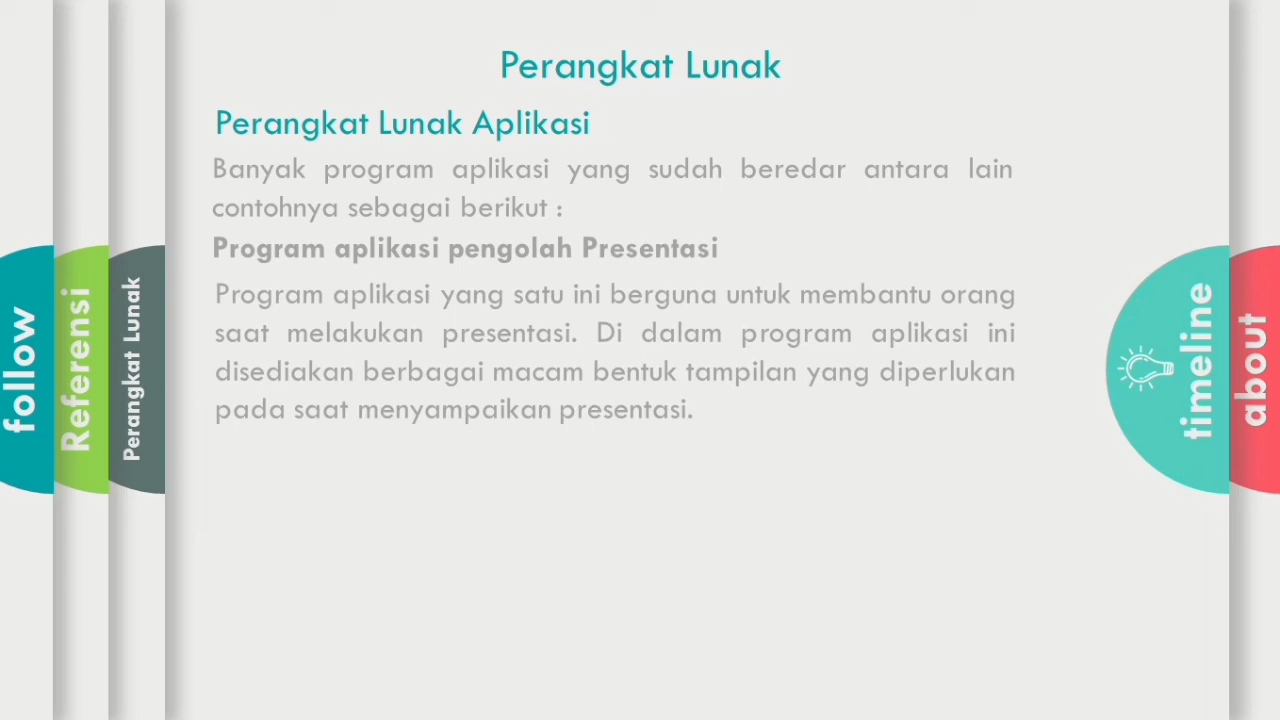 Perangkat Lunak
Perangkat Lunak Aplikasi
Banyak program aplikasi yang sudah beredar antara lain
contohnya sebagai berikut :
Program aplikasi pengolah Presentasi
Program aplikasi yang satu ini berguna untuk membantu orang
saat melakukan presentasi. Di dalam program aplikasi ini
disediakan berbagai macam bentuk tampilan yang diperlukan
pada saat menyampaikan presentasi.
follow
Referensi
Perangkat Lunak
timeline
about